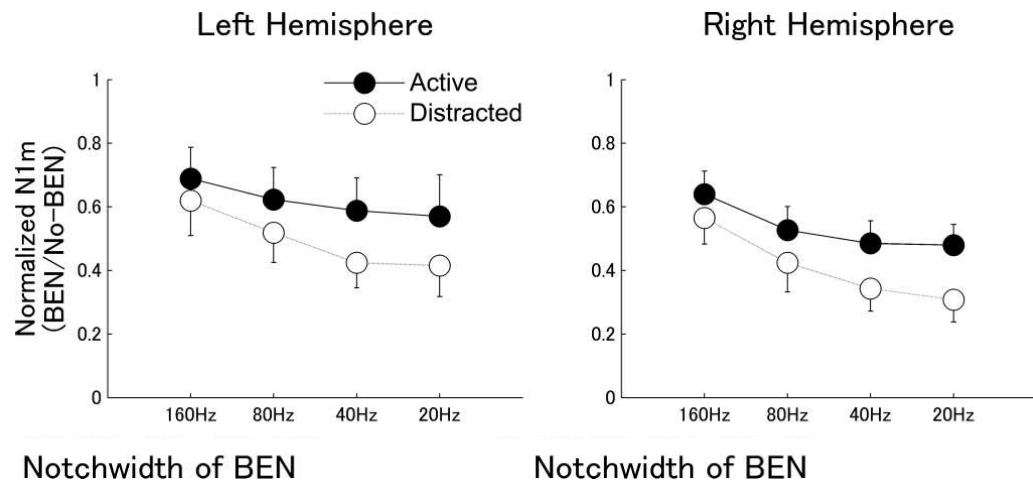 Left Hemisphere
Right Hemisphere
Active
Distracted
Normalized N1m
(BEN/No-BEN)
1
0.8
0.6
0.4
0.2
0
160Hz 80Hz 40Hz 20Hz
Notchwidth of BEN
1
0.8
0.6
0.4
0.2
0
160Hz 80Hz 40Hz 20Hz
Notchwidth of BEN